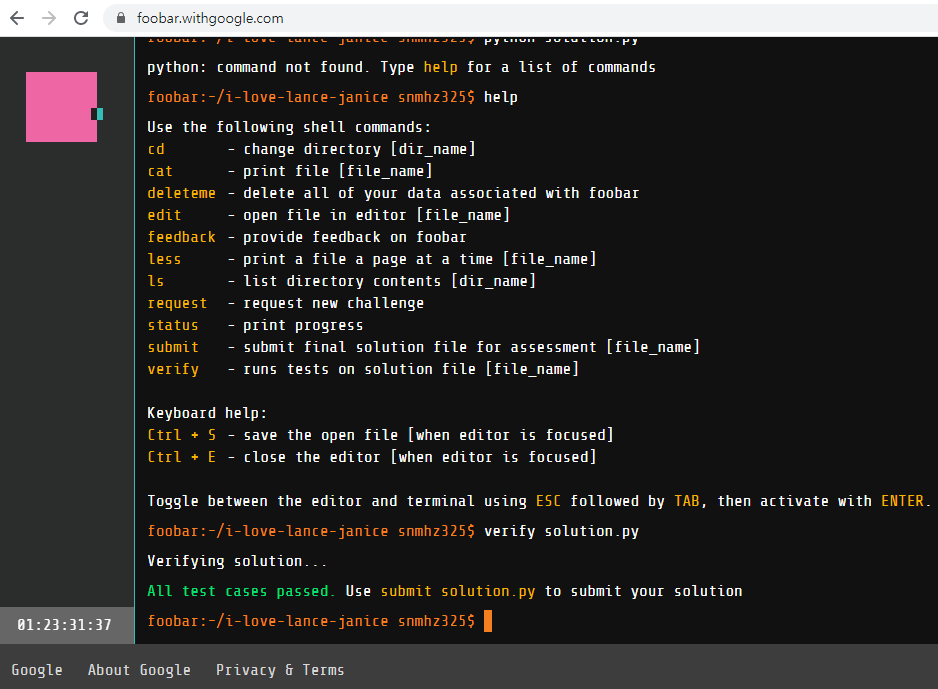 foobar.withgoogle.com
foobar:~/i-love-lance-janice snmhz325$ python solution.py
python: command not found. Type help for a list of commands
foobar:~/i-love-lance-janice snmhz325$ help
Use the following shell commands:
cd - change directory [dir_name]
cat - print file [file_name]
deleteme - delete all of your data associated with foobar
edit - open file in editor [file_name]
feedback - provide feedback on foobar
less - print a file a page at a time [file_name]
ls - list directory contents [dir_name]
request - request new challenge
status - print progress
submit - submit final solution file for assessment [file_name]
verify - runs tests on solution file [file_name]
Keyboard help:
Ctrl + S - save the open file [when editor is focused]
Ctrl + E - close the editor [when editor is focused]
Toggle between the editor and terminal using ESC followed by TAB, then activate with ENTER.
foobar:~/i-love-lance-janice snmhz325$ verify solution.py
Verifying solution...
All test cases passed. Use submit solution.py to submit your solution
foobar:~/i-love-lance-janice snmhz325$
01:23:31:37
Google About Google Privacy & Terms